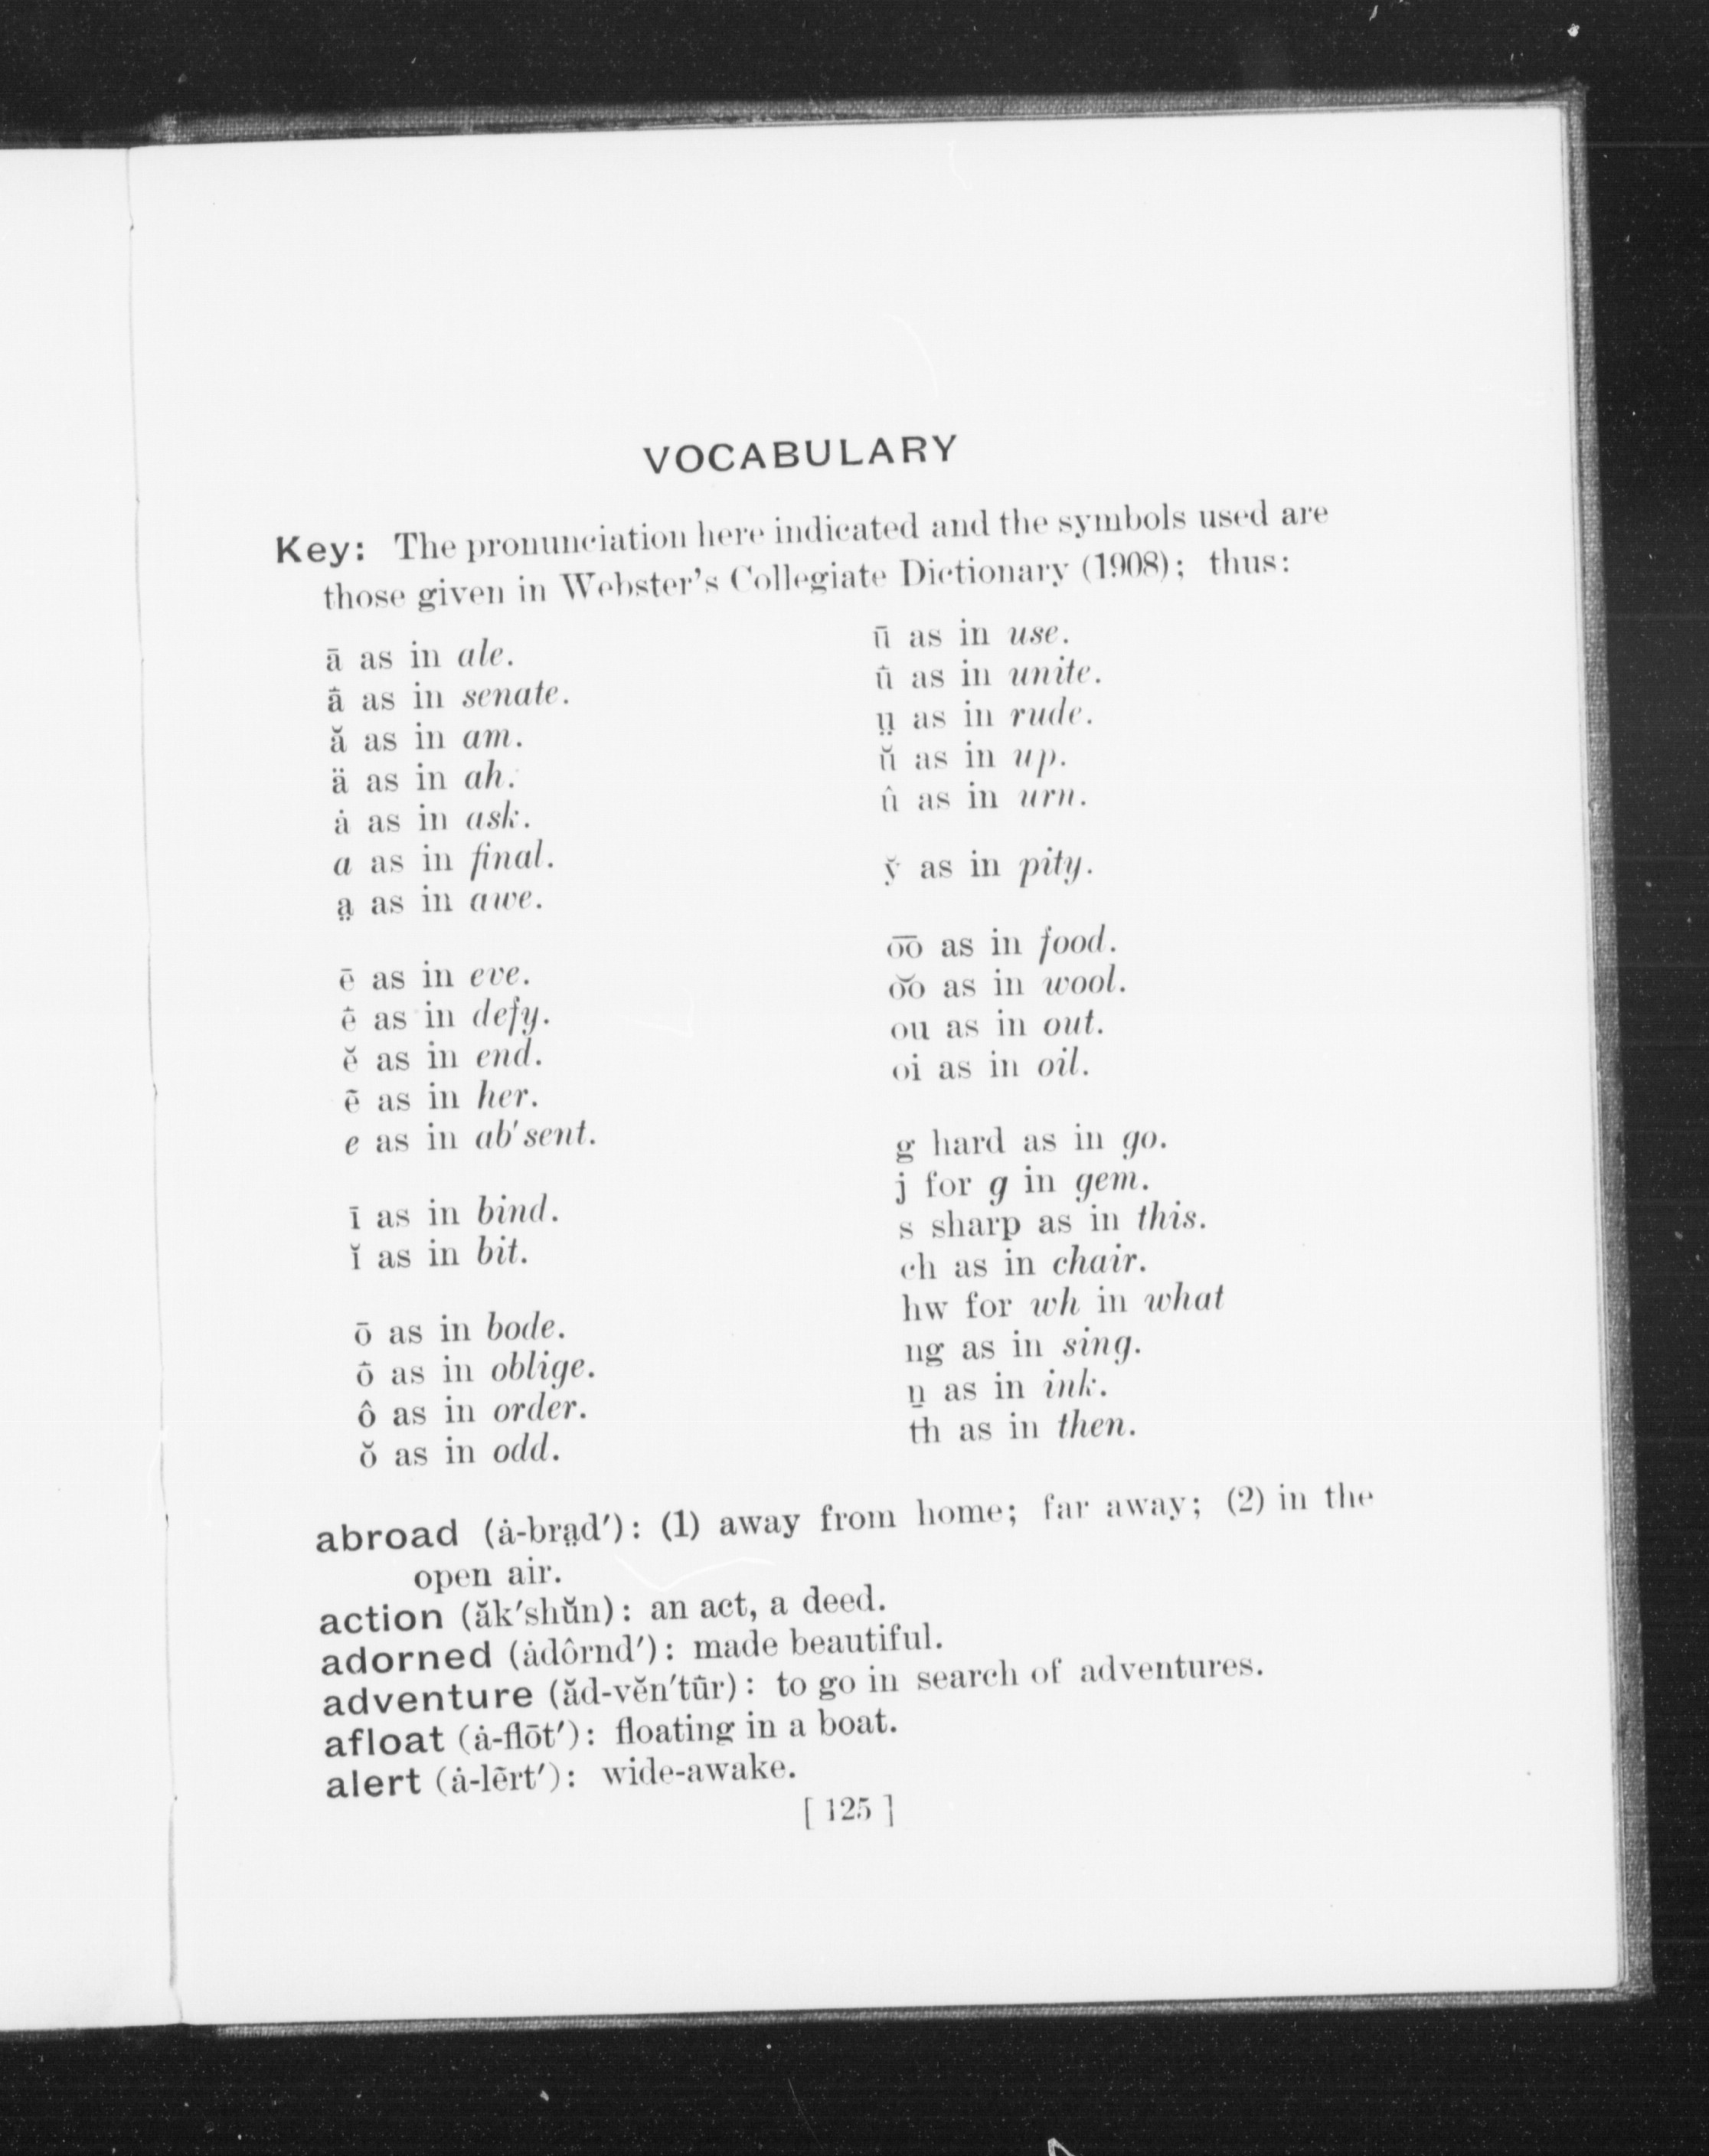 VOCABULARY
Key: The pronunciation here indicated and the symbols used are
those given in Webster's Collegiate Dictionary (1908); thus:
ā as in ale.
ā̇ as in senate.
ă as in am.
ä as in ah.
ȧ as in ask.
a as in final.
a̤ as in awe.
ē as in eve.
ē̇ as in defy.
ĕ as in end.
ẽ as in her.
e as in ab′sent.
ī as in bind.
ĭ as in bit.
ō as in bode.
ō̇ as in oblige.
ô as in order.
ŏ as in odd.
ū as in use.
ū̇ as in unite.
ṳ as in rude.
ŭ as in up.
û as in urn.
y̆ as in pity.
o͞o as in food.
o͝o as in wool.
ou as in out.
oi as in oil.
g hard as in go.
j for g in gem.
s sharp as in this.
ch as in chair.
hw for wh in what
ng as in sing.
ṉ as in ink.
th as in then.
abroad (ȧ-bra̤d′): (1) away from home; far away; (2) in the
open air.
action (ăk′shŭn): an act, a deed.
adorned (ȧdôrnd′): made beautiful.
adventure (ăd-vĕn′tū̇r): to go in search of adventures.
afloat (ȧ-flōt′): floating in a boat.
alert (ȧ-lẽrt′): wide-awake.
[ 125 ]